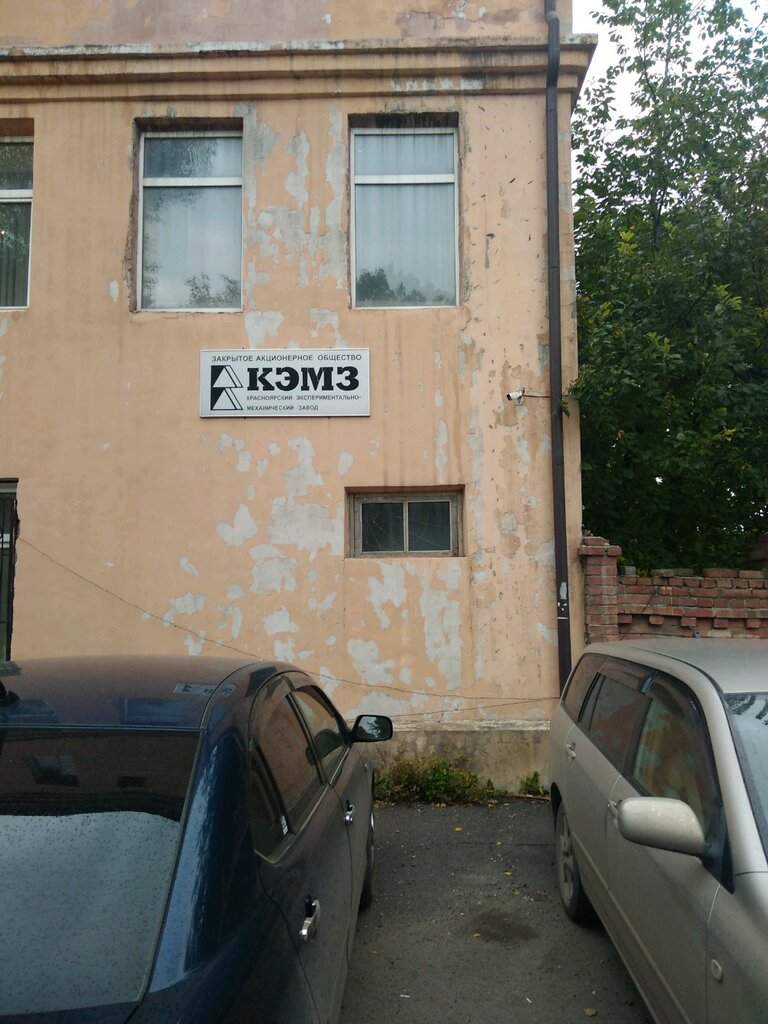 ЗАКРЫТОЕ АКЦИОНЕРНОЕ ОБЩЕСТВО
КЭМЗ
КРАСНОЯРСКИЙ ЭКСПЕРИМЕНТАЛЬНО-
МЕХАНИЧЕСКИЙ ЗАВОД